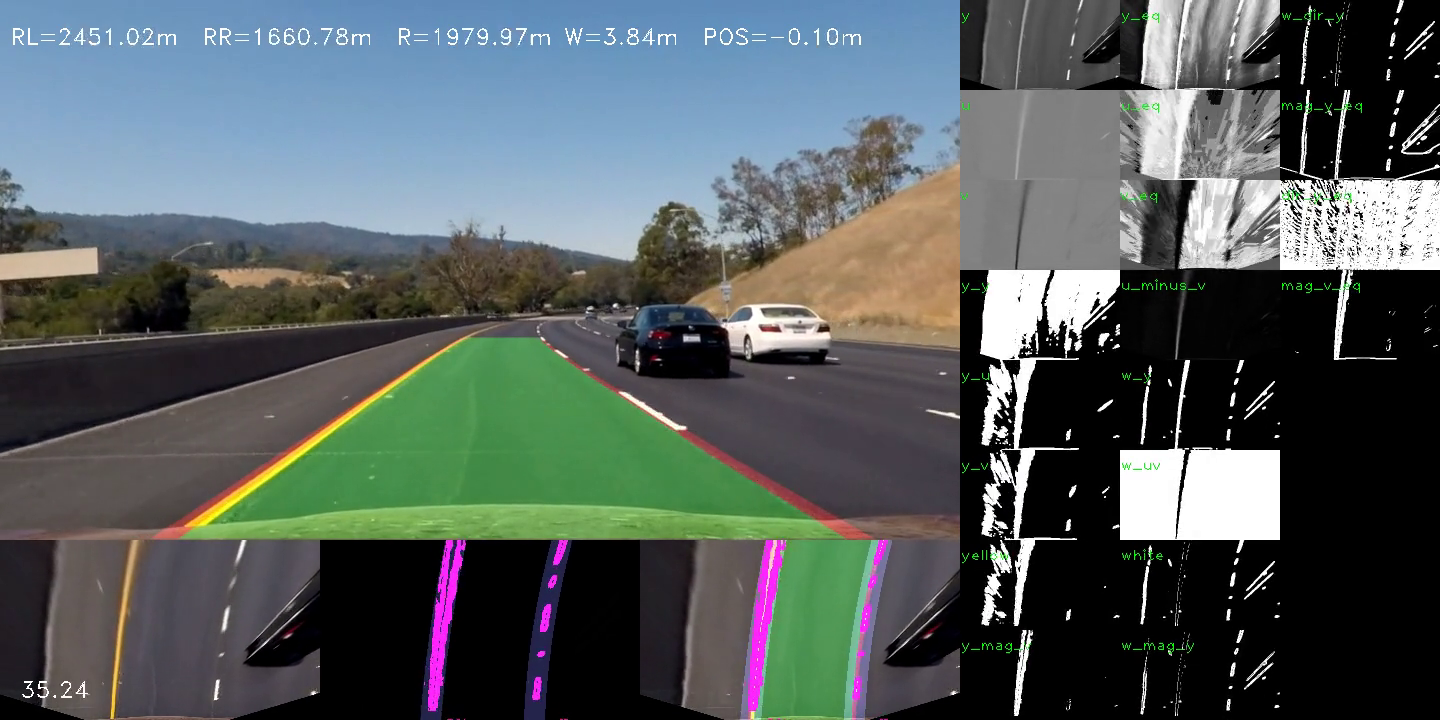 RL=2451.02m RR=1660.78m R=1979.97m W=3.84m POS=-0.10m
y y_eq w_dir_y
u u_eq mag_y_eq
v v_eq
y_y u_minus_v mag_v_eq
y_u w_y
y_v w_uv
yellow white
y_mag_ w_mag_y
35.24